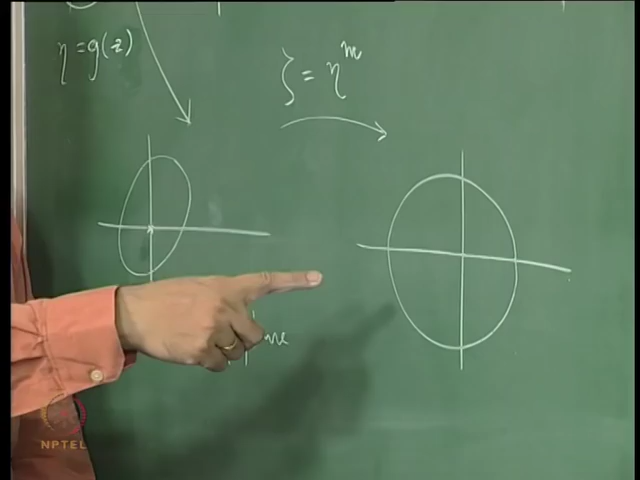 η = g(z)
ζ = η^m
NPTEL